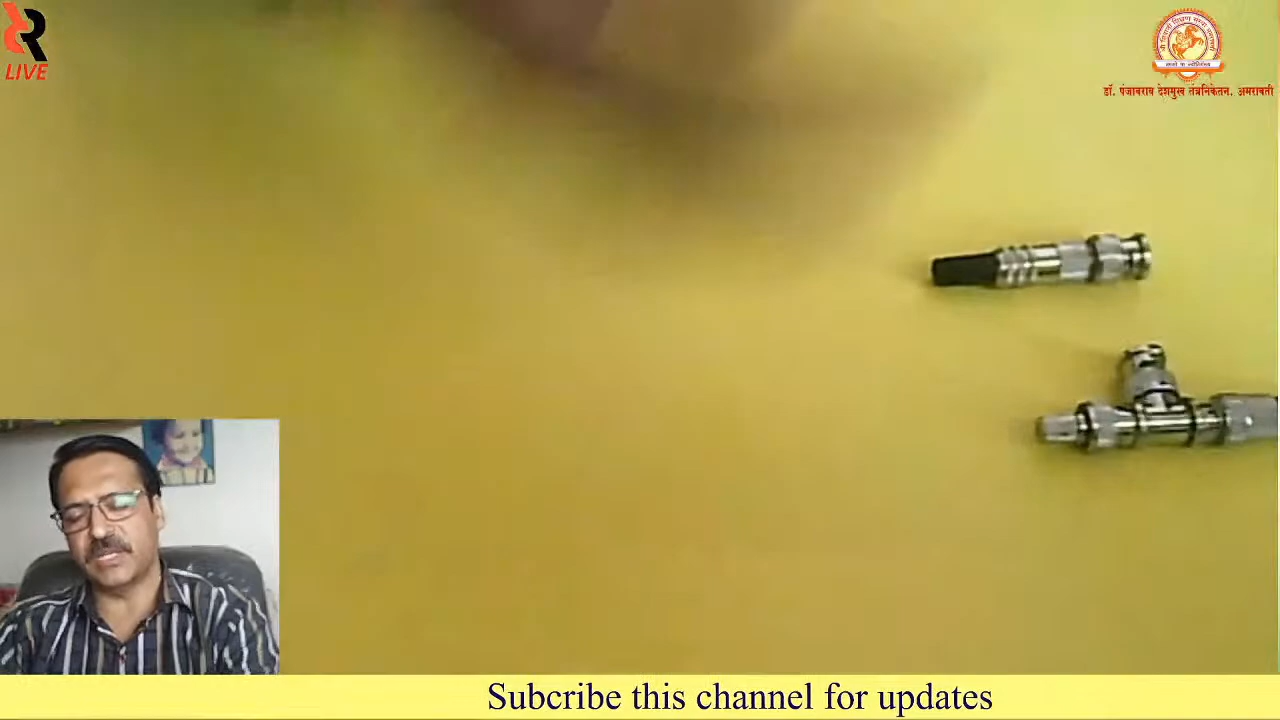 R
LIVE
डॉ. पंजाबराव देशमुख तंत्रनिकेतन, अमरावती
Subcribe this channel for updates